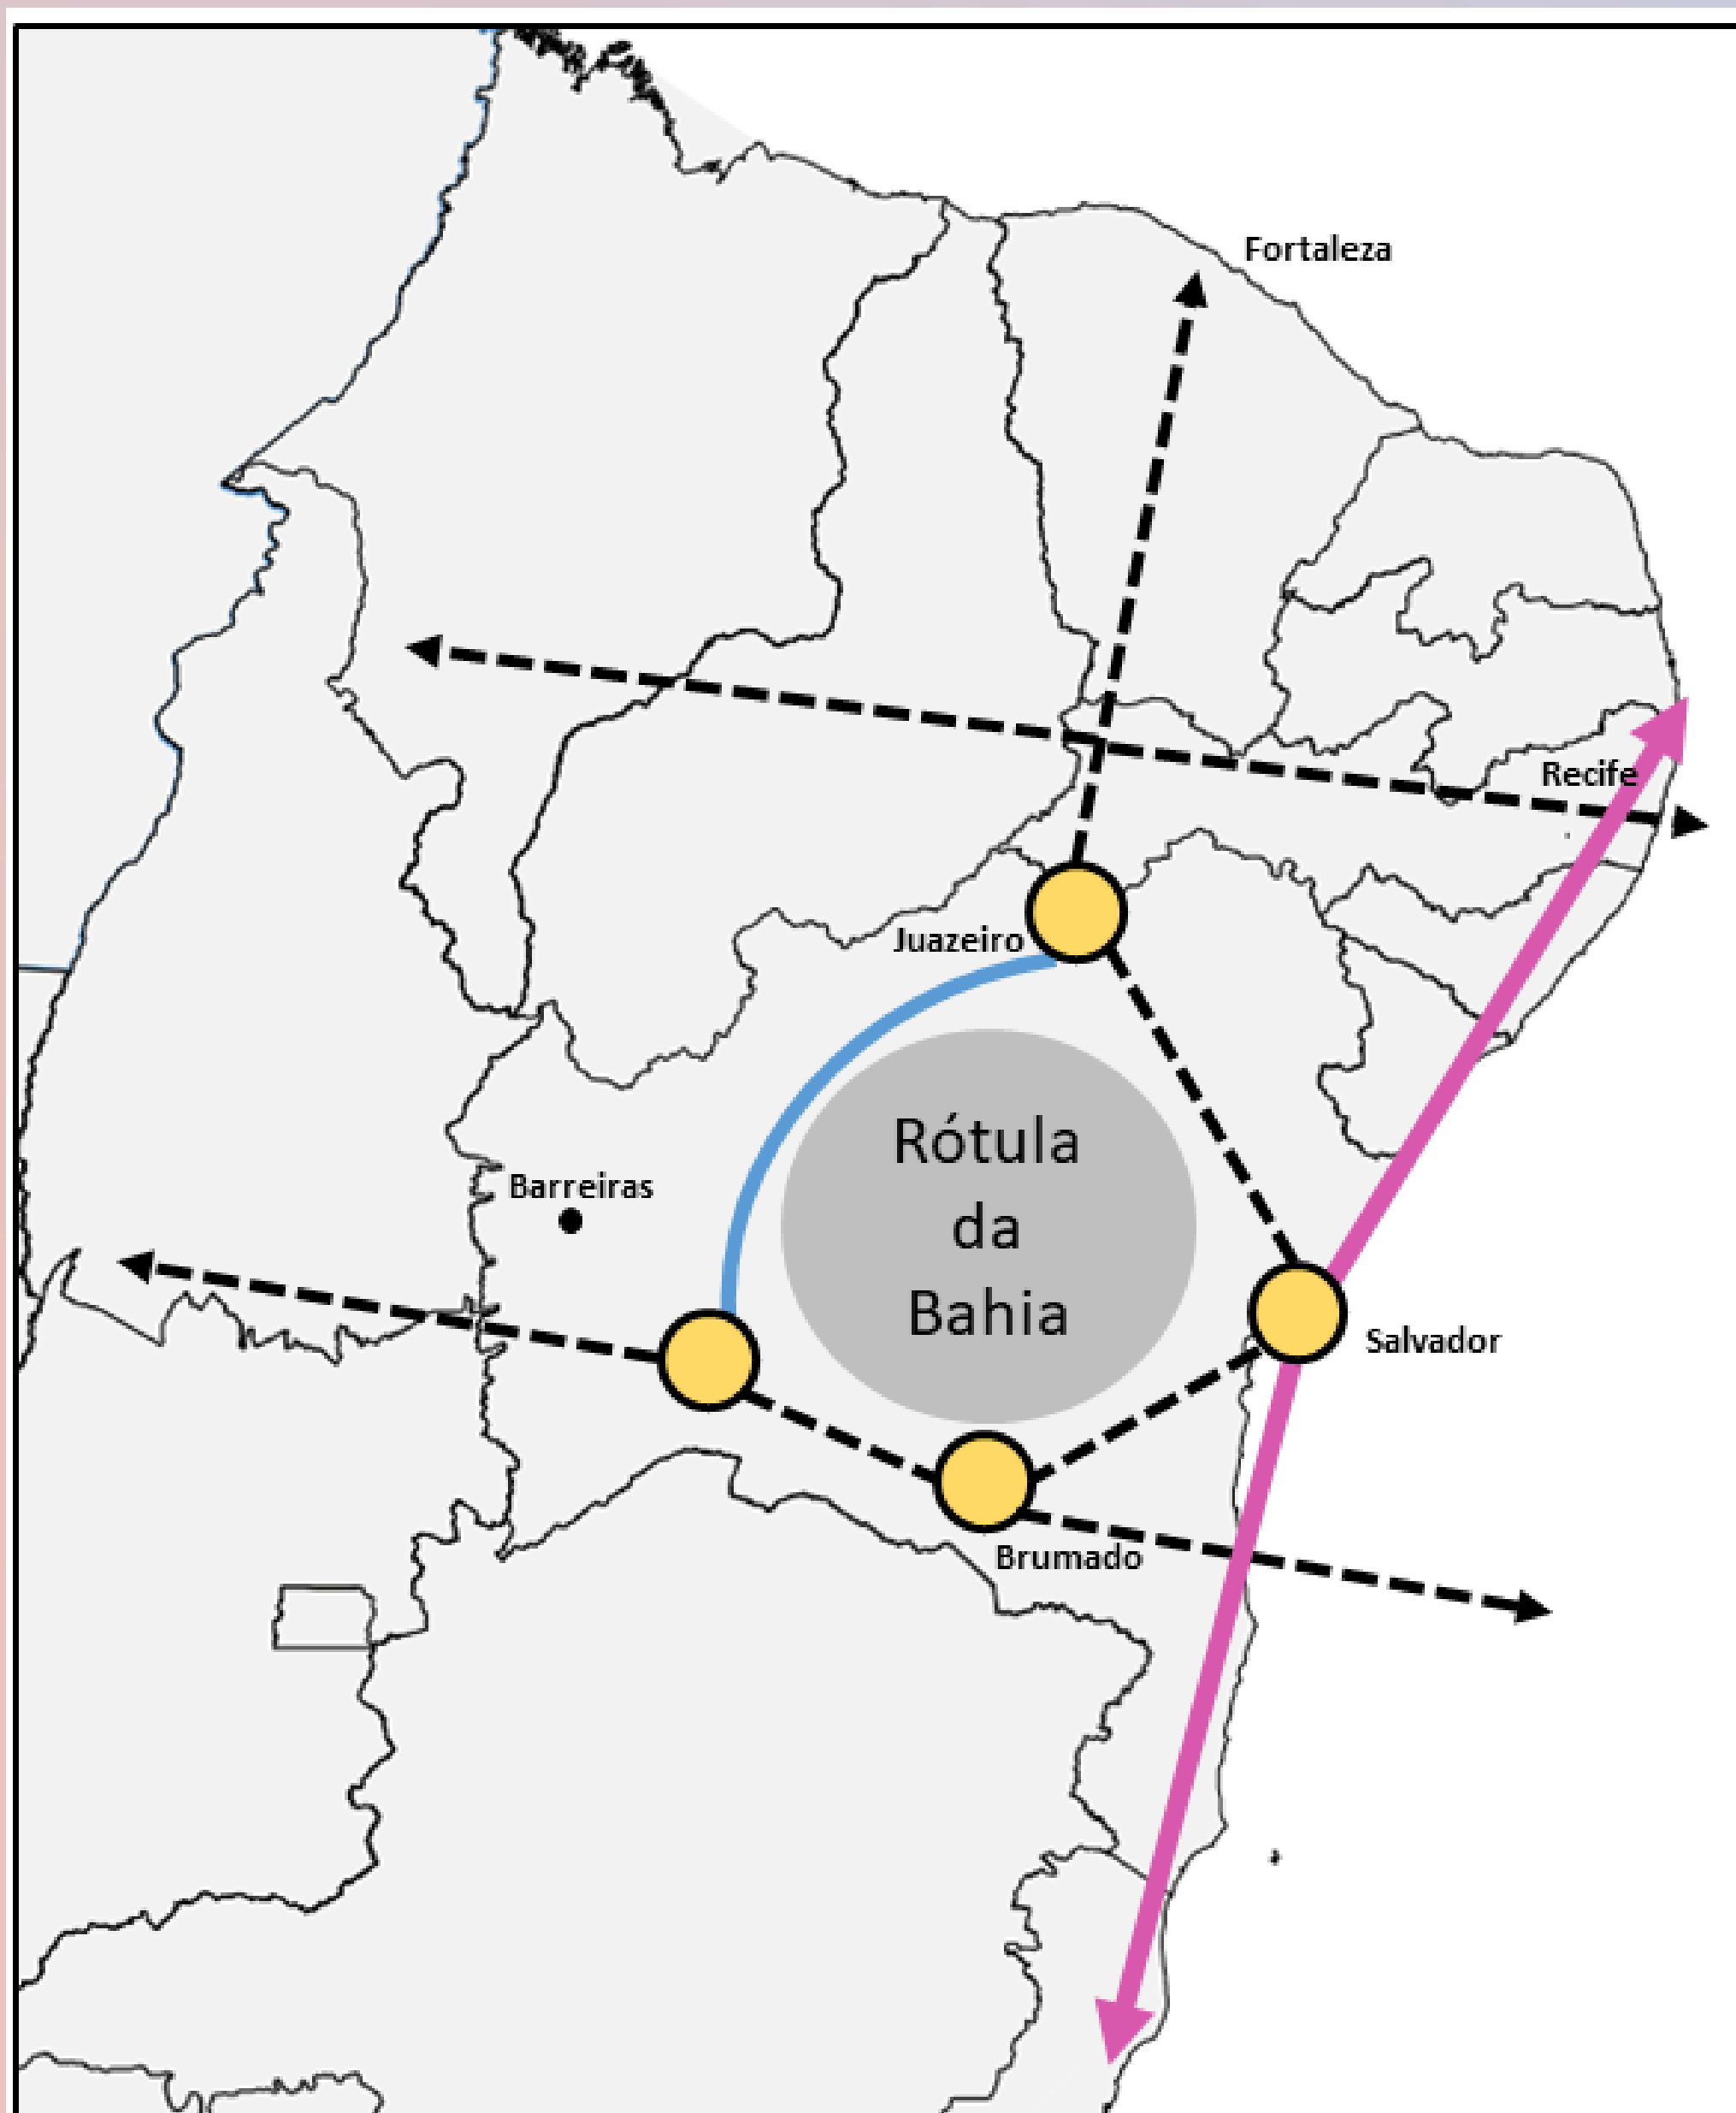 Fortaleza
Recife
Juazeiro
Rótula
da
Bahia
Barreiras
Salvador
Brumado